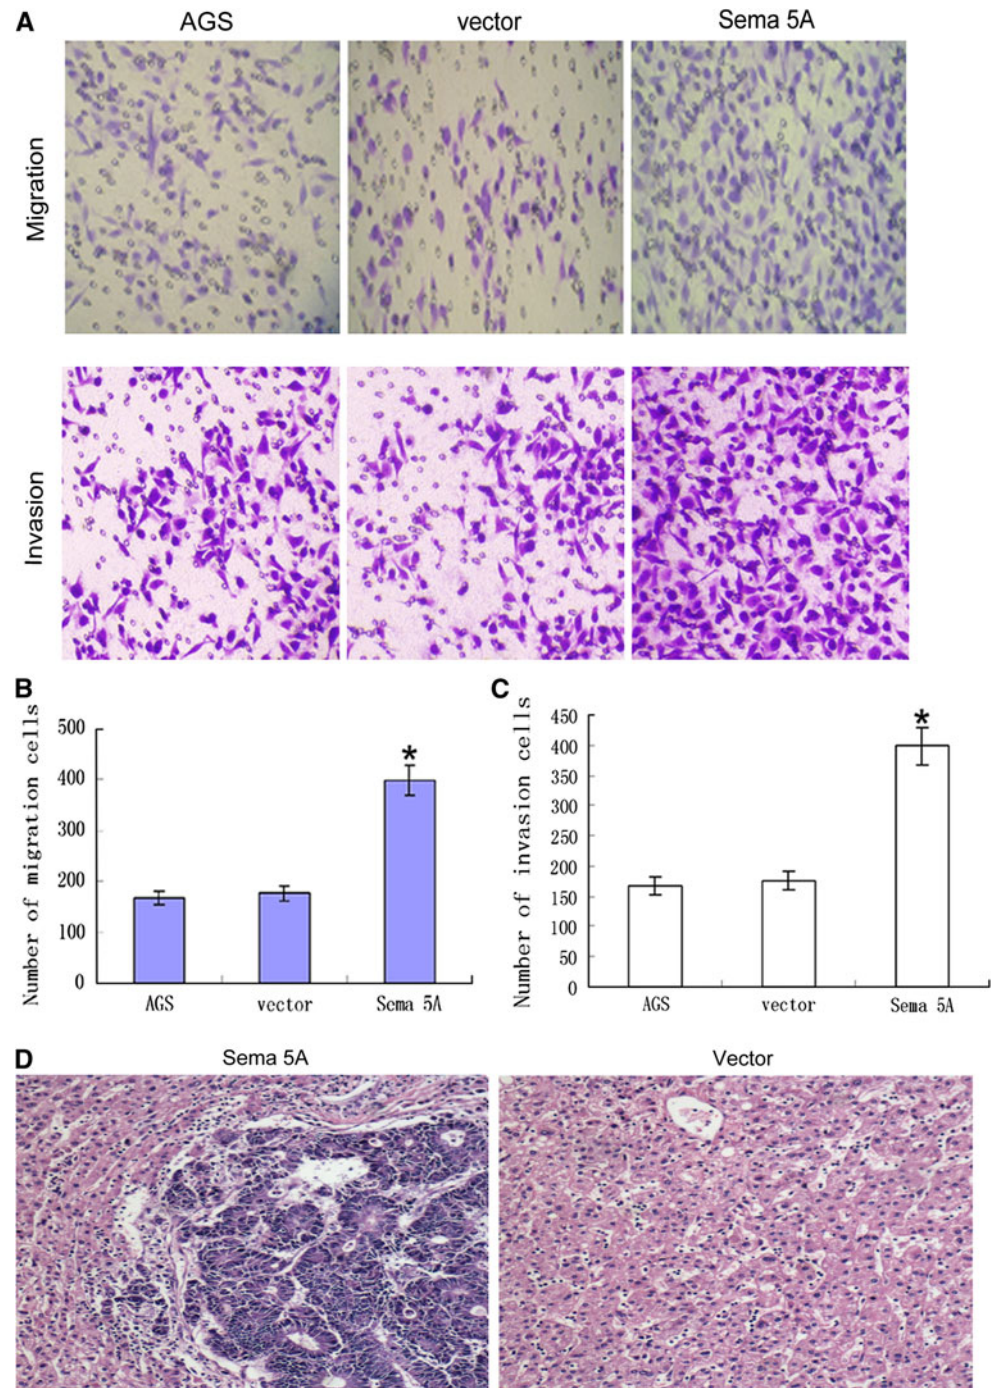 A
AGS vector Sema 5A
Migration
Invasion
B
Number of migration cells
500
400
300
200
100
0
*
AGS vector Sema 5A
C
Number of invasion cells
450
400
350
300
250
200
150
100
50
0
*
AGS vector Sema 5A
D
Sema 5A Vector